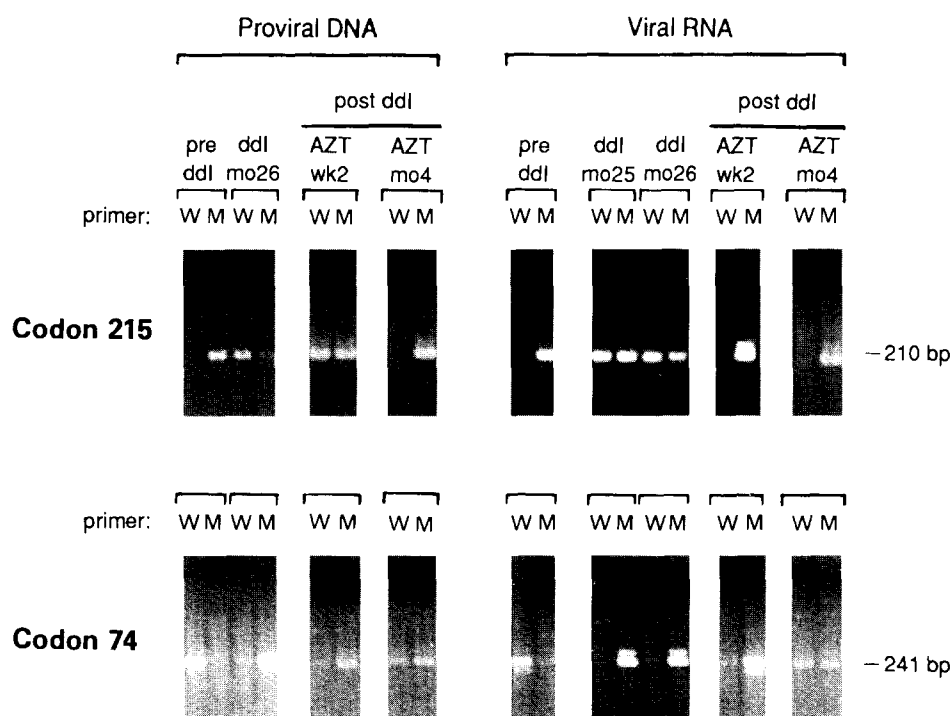 Proviral DNA Viral RNA
post ddI post ddI
pre ddI AZT AZT pre ddI ddI AZT AZT
ddI mo26 wk2 mo4 ddI mo25 mo26 wk2 mo4
primer: W M W M W M W M W M W M W M W M W M
Codon 215 —210 bp
primer: W M W M W M W M W M W M W M W M W M
Codon 74 —241 bp